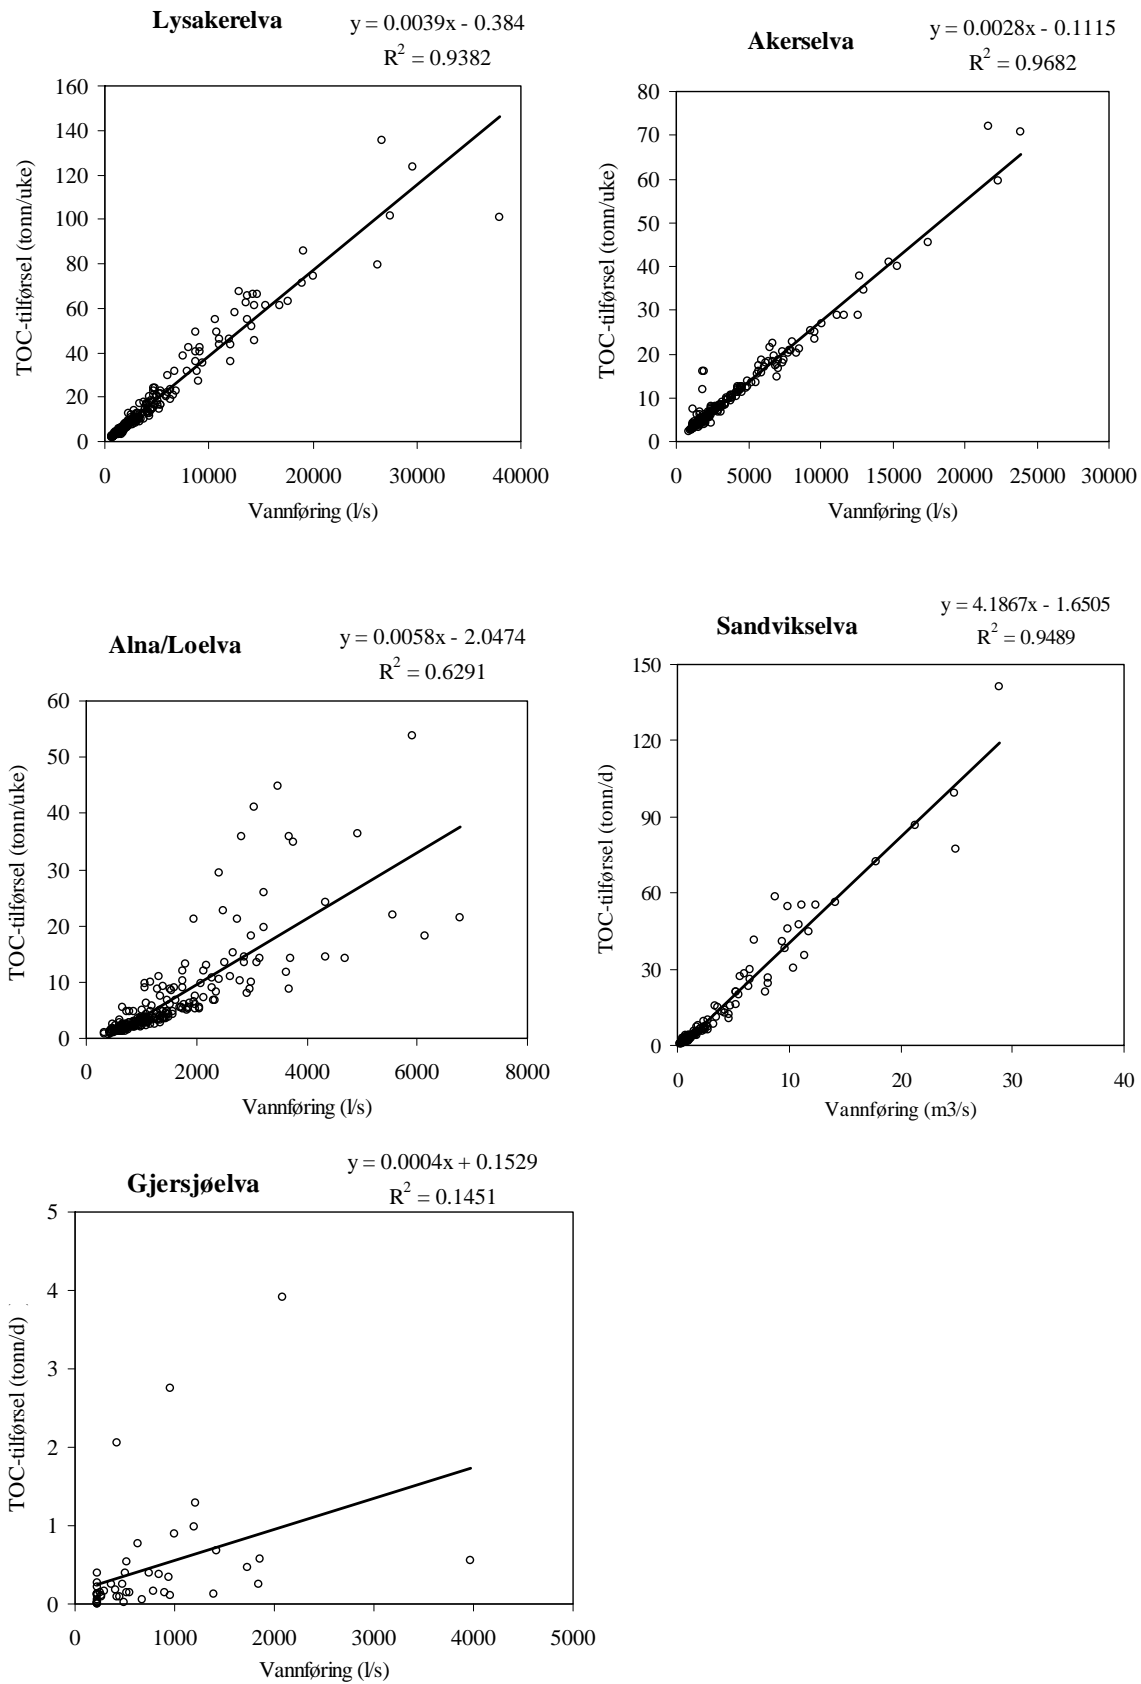 Lysakerelva
y = 0.0039x - 0.384
R² = 0.9382
160
140
120
100
80
60
40
20
0
TOC-tilførsel (tonn/uke)
0 10000 20000 30000 40000
Vannføring (l/s)
Akerselva
y = 0.0028x - 0.1115
R² = 0.9682
80
70
60
50
40
30
20
10
0
TOC-tilførsel (tonn/uke)
0 5000 10000 15000 20000 25000 30000
Vannføring (l/s)
Alna/Loelva
y = 0.0058x - 2.0474
R² = 0.6291
60
50
40
30
20
10
0
TOC-tilførsel (tonn/uke)
0 2000 4000 6000 8000
Vannføring (l/s)
Sandvikselva
y = 4.1867x - 1.6505
R² = 0.9489
150
120
90
60
30
0
TOC-tilførsel (tonn/d)
0 10 20 30 40
Vannføring (m3/s)
Gjersjøelva
y = 0.0004x + 0.1529
R² = 0.1451
5
4
3
2
1
0
TOC-tilførsel (tonn/d)
0 1000 2000 3000 4000 5000
Vannføring (l/s)